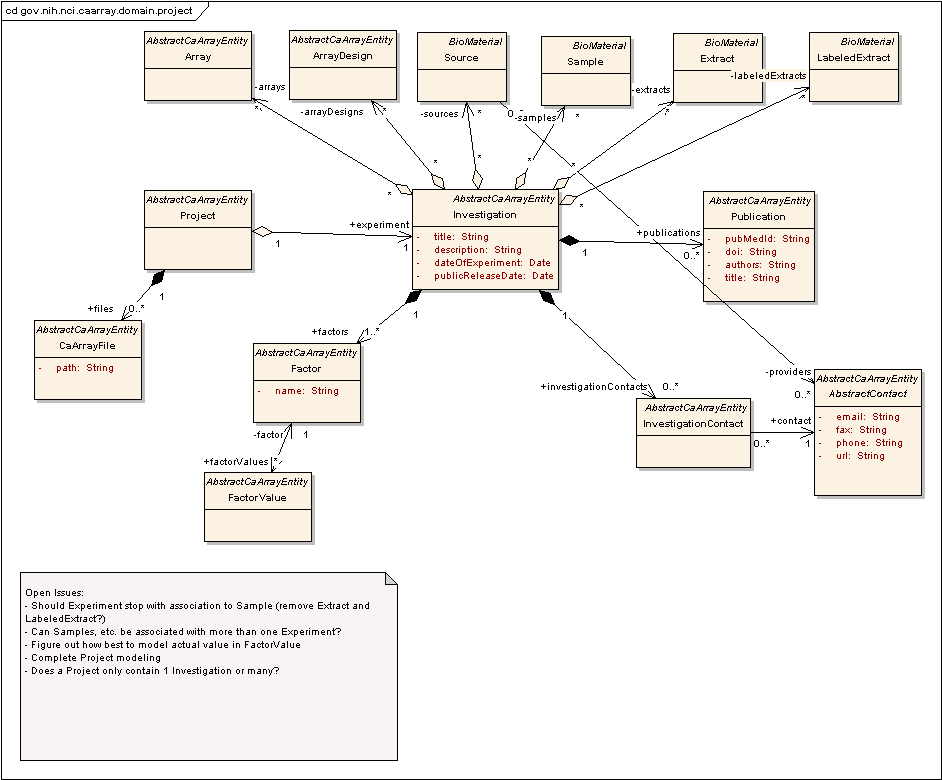 cd gov.nih.nci.caarray.domain.project
AbstractCaArrayEntity
Array
AbstractCaArrayEntity
ArrayDesign
BioMaterial
Source
BioMaterial
Sample
BioMaterial
Extract
BioMaterial
LabeledExtract
-arrays
*
-arrayDesigns
*
-sources
*
0..*
-samples
*
-extracts
*
-labeledExtracts
*
*
*
*
*
*
*
AbstractCaArrayEntity
Project
1
+experiment
1
AbstractCaArrayEntity
Investigation
- title: String
- description: String
- dateOfExperiment: Date
- publicReleaseDate: Date
1
+publications
0..*
AbstractCaArrayEntity
Publication
- pubMedId: String
- doi: String
- authors: String
- title: String
1
+files
0..*
AbstractCaArrayEntity
CaArrayFile
- path: String
1
+factors
1..*
AbstractCaArrayEntity
Factor
- name: String
-factor
1
+factorValues
*
AbstractCaArrayEntity
FactorValue
1
+investigationContacts
0..*
AbstractCaArrayEntity
InvestigationContact
0..*
+contact
1
-providers
0..*
AbstractCaArrayEntity
AbstractContact
- email: String
- fax: String
- phone: String
- url: String
Open Issues:
- Should Experiment stop with association to Sample (remove Extract and
LabeledExtract?)
- Can Samples, etc. be associated with more than one Experiment?
- Figure out how best to model actual value in FactorValue
- Complete Project modeling
- Does a Project only contain 1 Investigation or many?